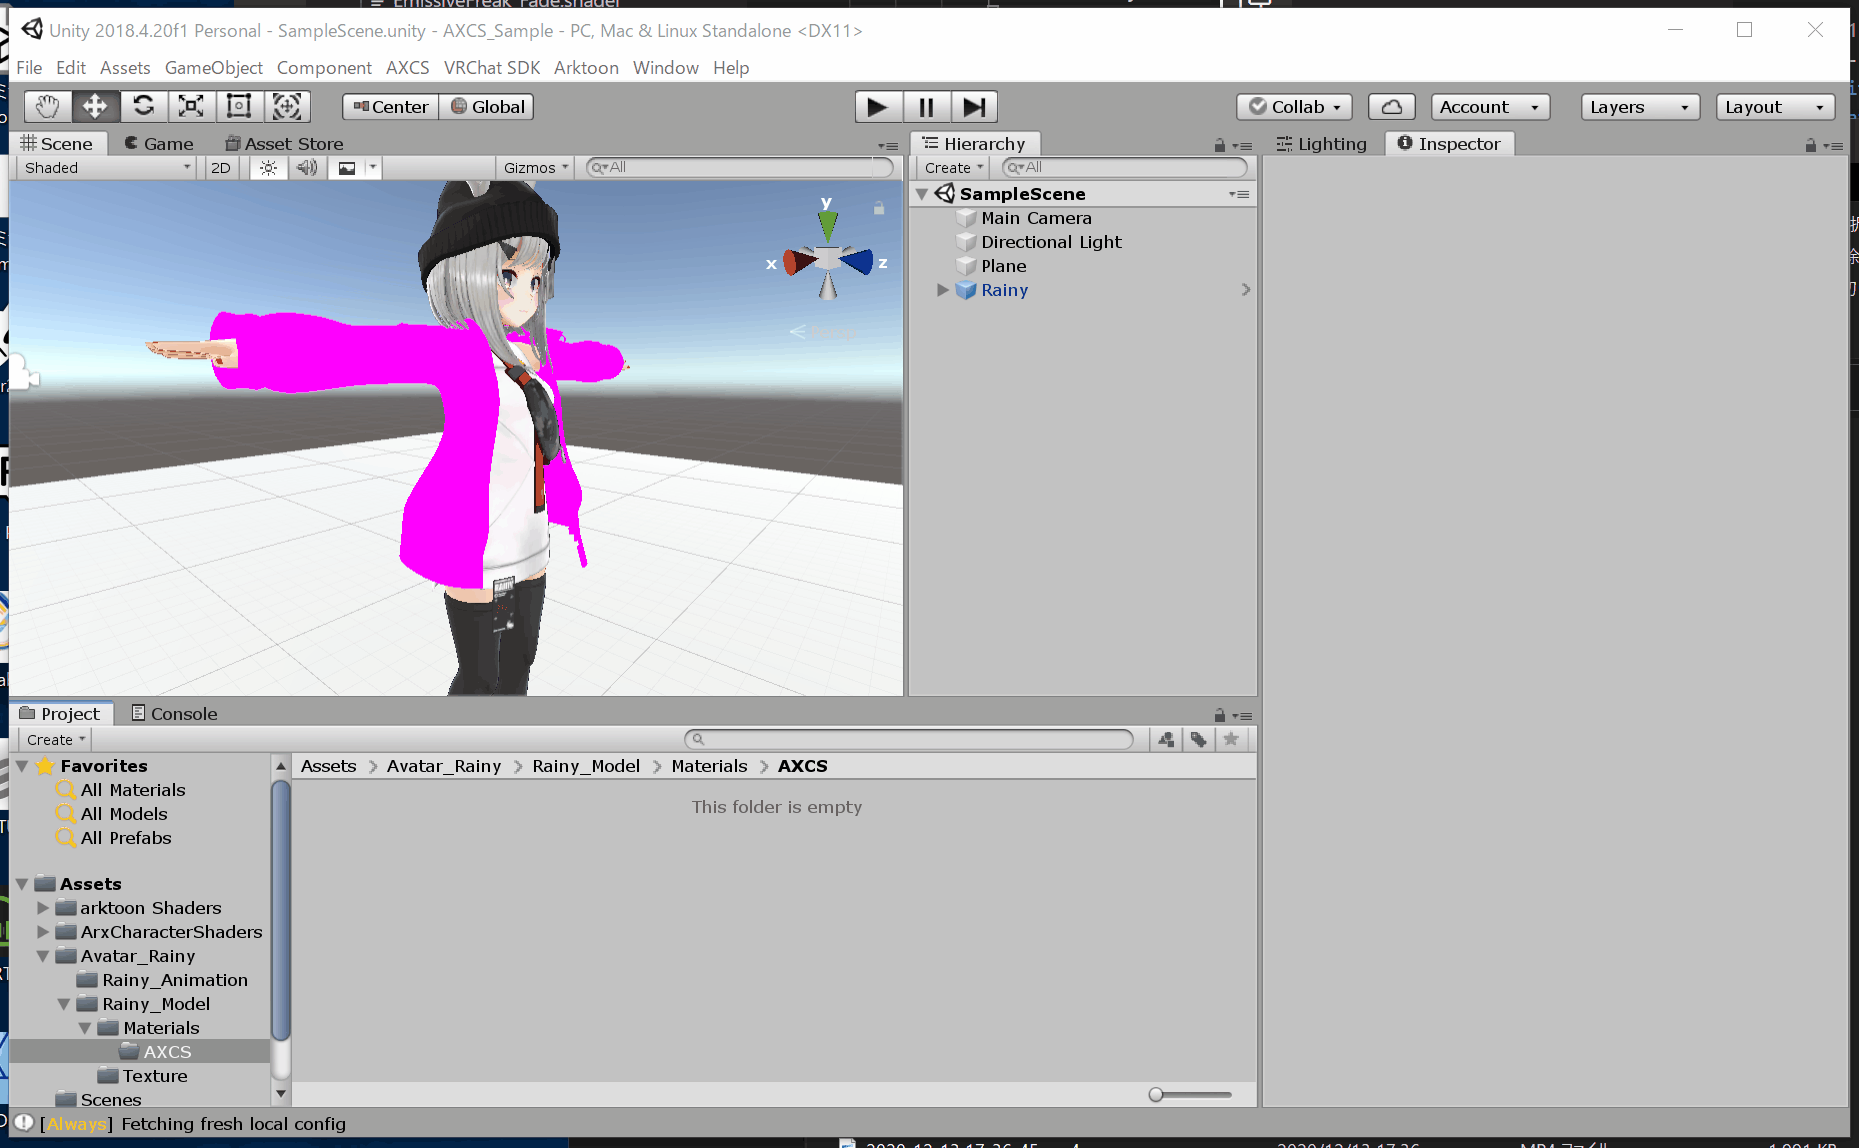 EmissiveFreak_Fade.shader
Unity 2018.4.20f1 Personal - SampleScene.unity - AXCS_Sample - PC, Mac & Linux Standalone <DX11>
File Edit Assets GameObject Component AXCS VRChat SDK Arktoon Window Help
Center Global Collab Account Layers Layout
Scene Game Asset Store
Shaded 2D Gizmos All
y
x z
Hierarchy
Create All
SampleScene
Main Camera
Directional Light
Plane
Rainy
Lighting Inspector
Project Console
Create
Favorites
All Materials
All Models
All Prefabs
Assets
arktoon Shaders
ArxCharacterShaders
Avatar_Rainy
Rainy_Animation
Rainy_Model
Materials
AXCS
Texture
Scenes
Assets > Avatar_Rainy > Rainy_Model > Materials > AXCS
This folder is empty
[Always] Fetching fresh local config